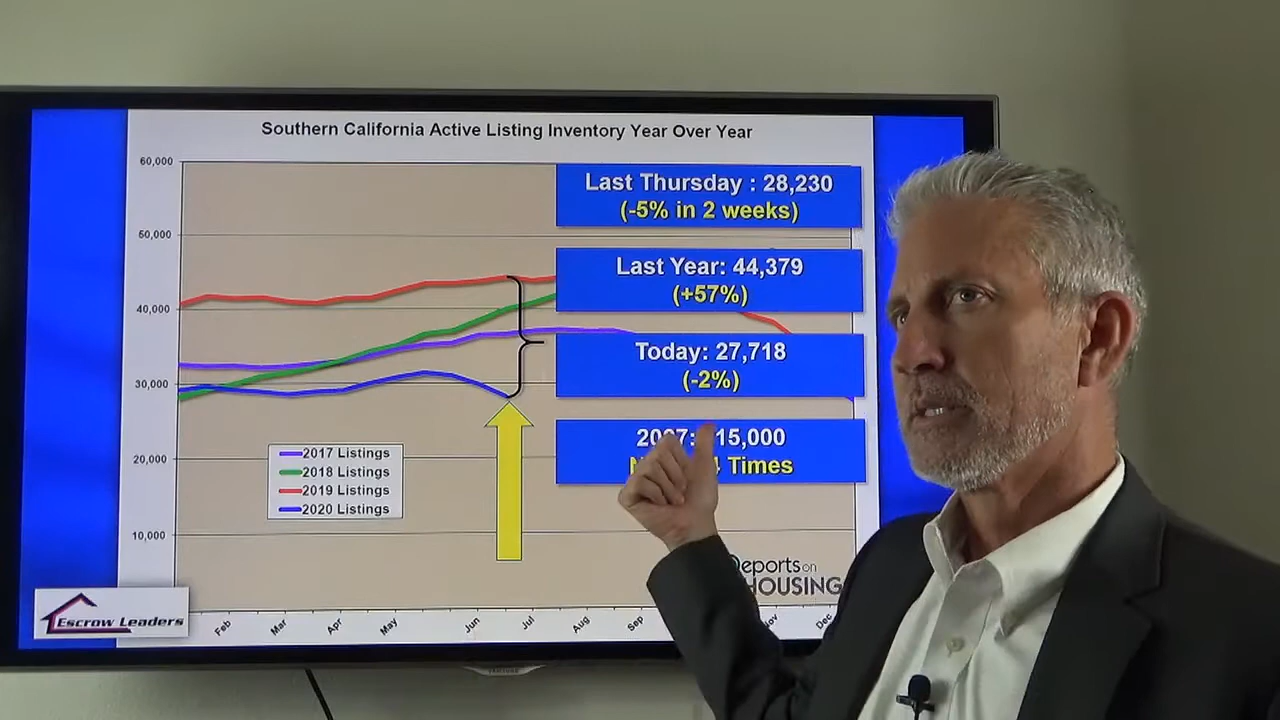 Southern California Active Listing Inventory Year Over Year
60,000
50,000
40,000
30,000
20,000
10,000
Last Thursday : 28,230
(-5% in 2 weeks)
Last Year: 44,379
(+57%)
Today: 27,718
(-2%)
15,000
Times
2017 Listings
2018 Listings
2019 Listings
2020 Listings
eports on
HOUSING
Escrow Leaders
Feb
Mar
Apr
May
Jun
Jul
Aug
Sep
Dec